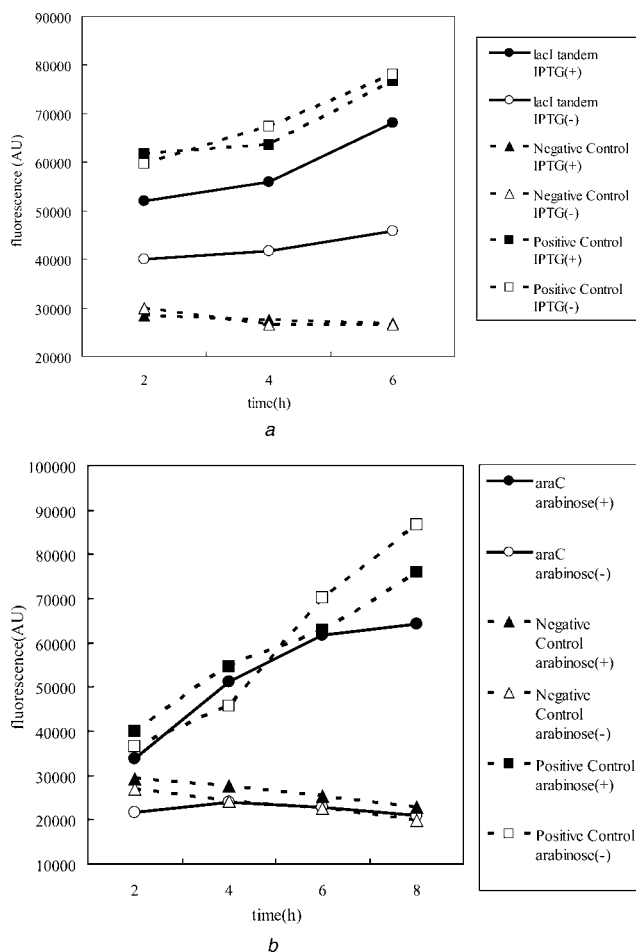 90000
80000
70000
60000
50000
40000
30000
20000
fluorescence (AU)
2 4 6
time(h)
lacI tandem
IPTG(+)
lacI tandem
IPTG(-)
Negative Control
IPTG(+)
Negative Control
IPTG(-)
Positive Control
IPTG(+)
Positive Control
IPTG(-)
a
100000
90000
80000
70000
60000
50000
40000
30000
20000
10000
fluorescence(AU)
2 4 6 8
time(h)
araC
arabinose(+)
araC
arabinose(-)
Negative
Control
arabinose(+)
Negative
Control
arabinose(-)
Positive Control
arabinose(+)
Positive Control
arabinose(-)
b